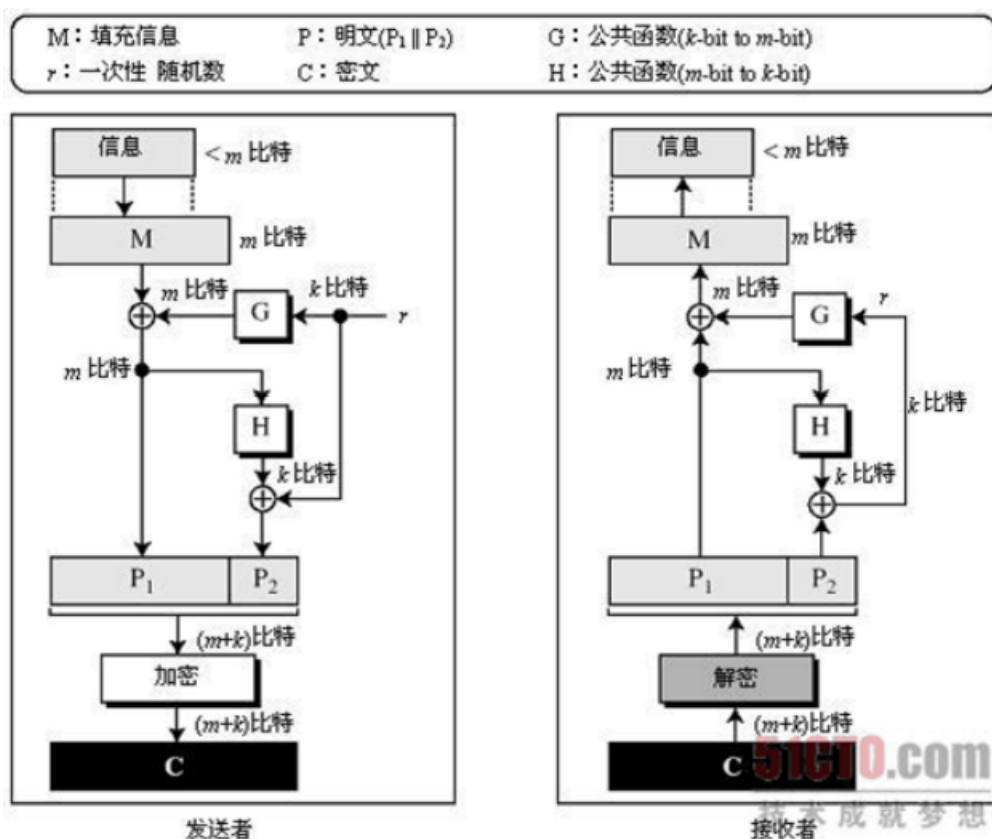 M：填充信息 P：明文(P₁ || P₂) G：公共函数(k-bit to m-bit)
r：一次性 随机数 C：密文 H：公共函数(m-bit to k-bit)
信息 < m 比特
M m 比特
m 比特 G k 比特 r
m 比特
H
k 比特
P₁ P₂
(m+k)比特
加密
(m+k)比特
C
发送者
信息 < m 比特
M m 比特
m 比特 G r
m 比特
k 比特
H
k 比特
P₁ P₂
(m+k)比特
解密
(m+k)比特
C
接收者
51CTO.com
技术成就梦想